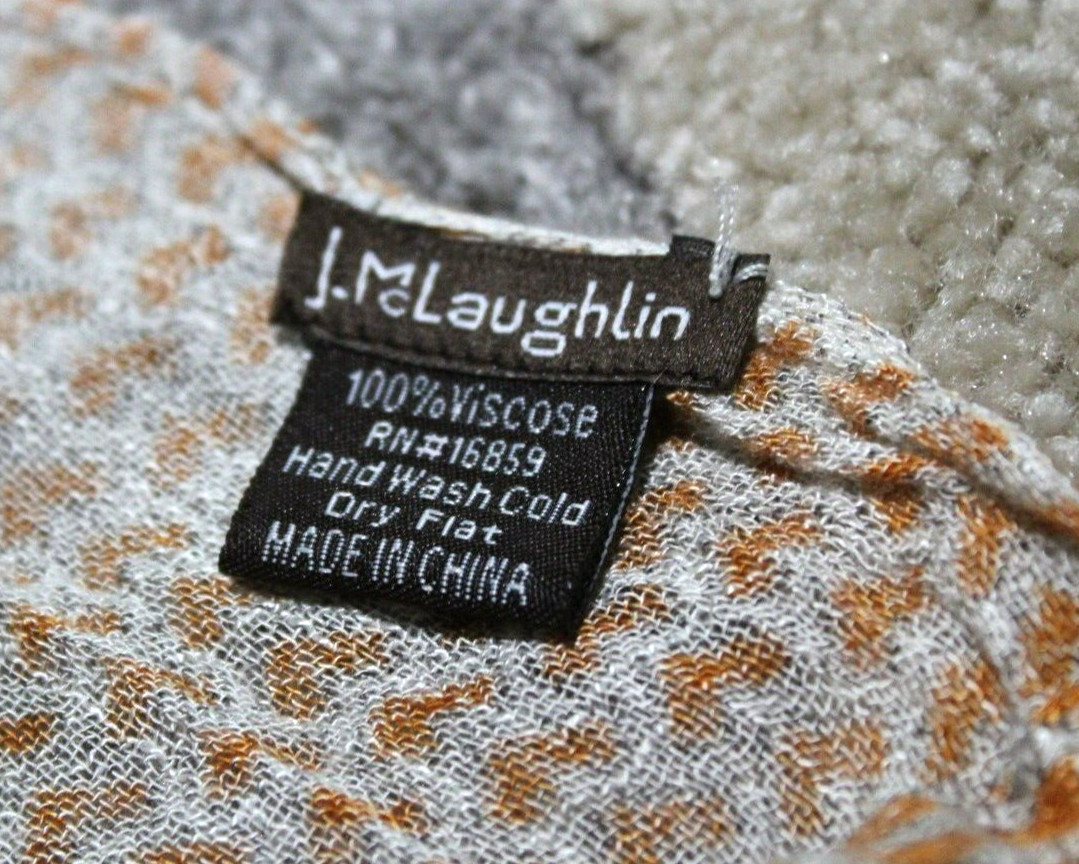 J.McLaughlin
100%Viscose
RN#16859
Hand Wash Cold
Dry Flat
MADE IN CHINA